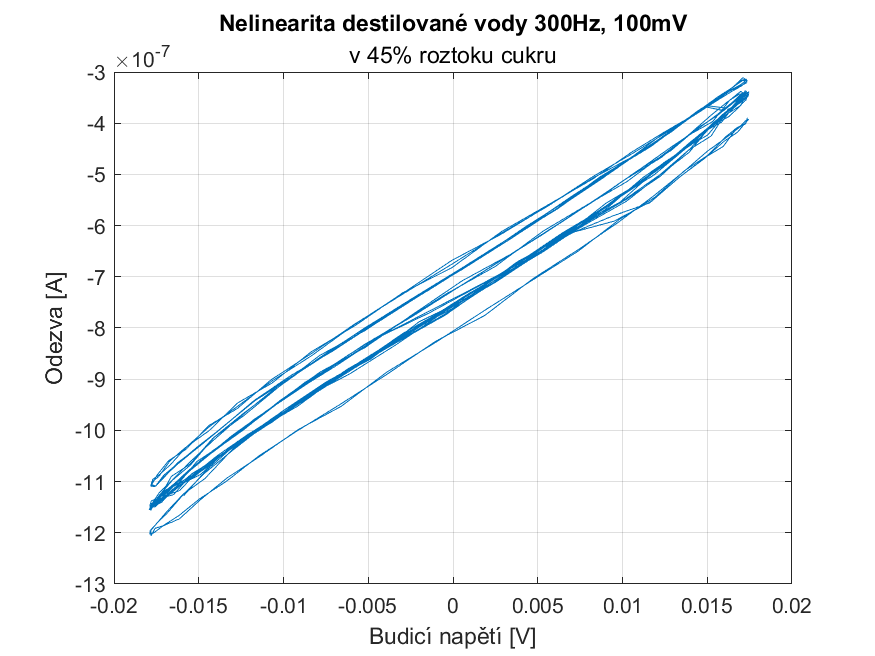 Nelinearita destilované vody 300Hz, 100mV
v 45% roztoku cukru
×10^-7
-3
-4
-5
-6
-7
-8
-9
-10
-11
-12
-13
Odezva [A]
-0.02 -0.015 -0.01 -0.005 0 0.005 0.01 0.015 0.02
Budicí napětí [V]